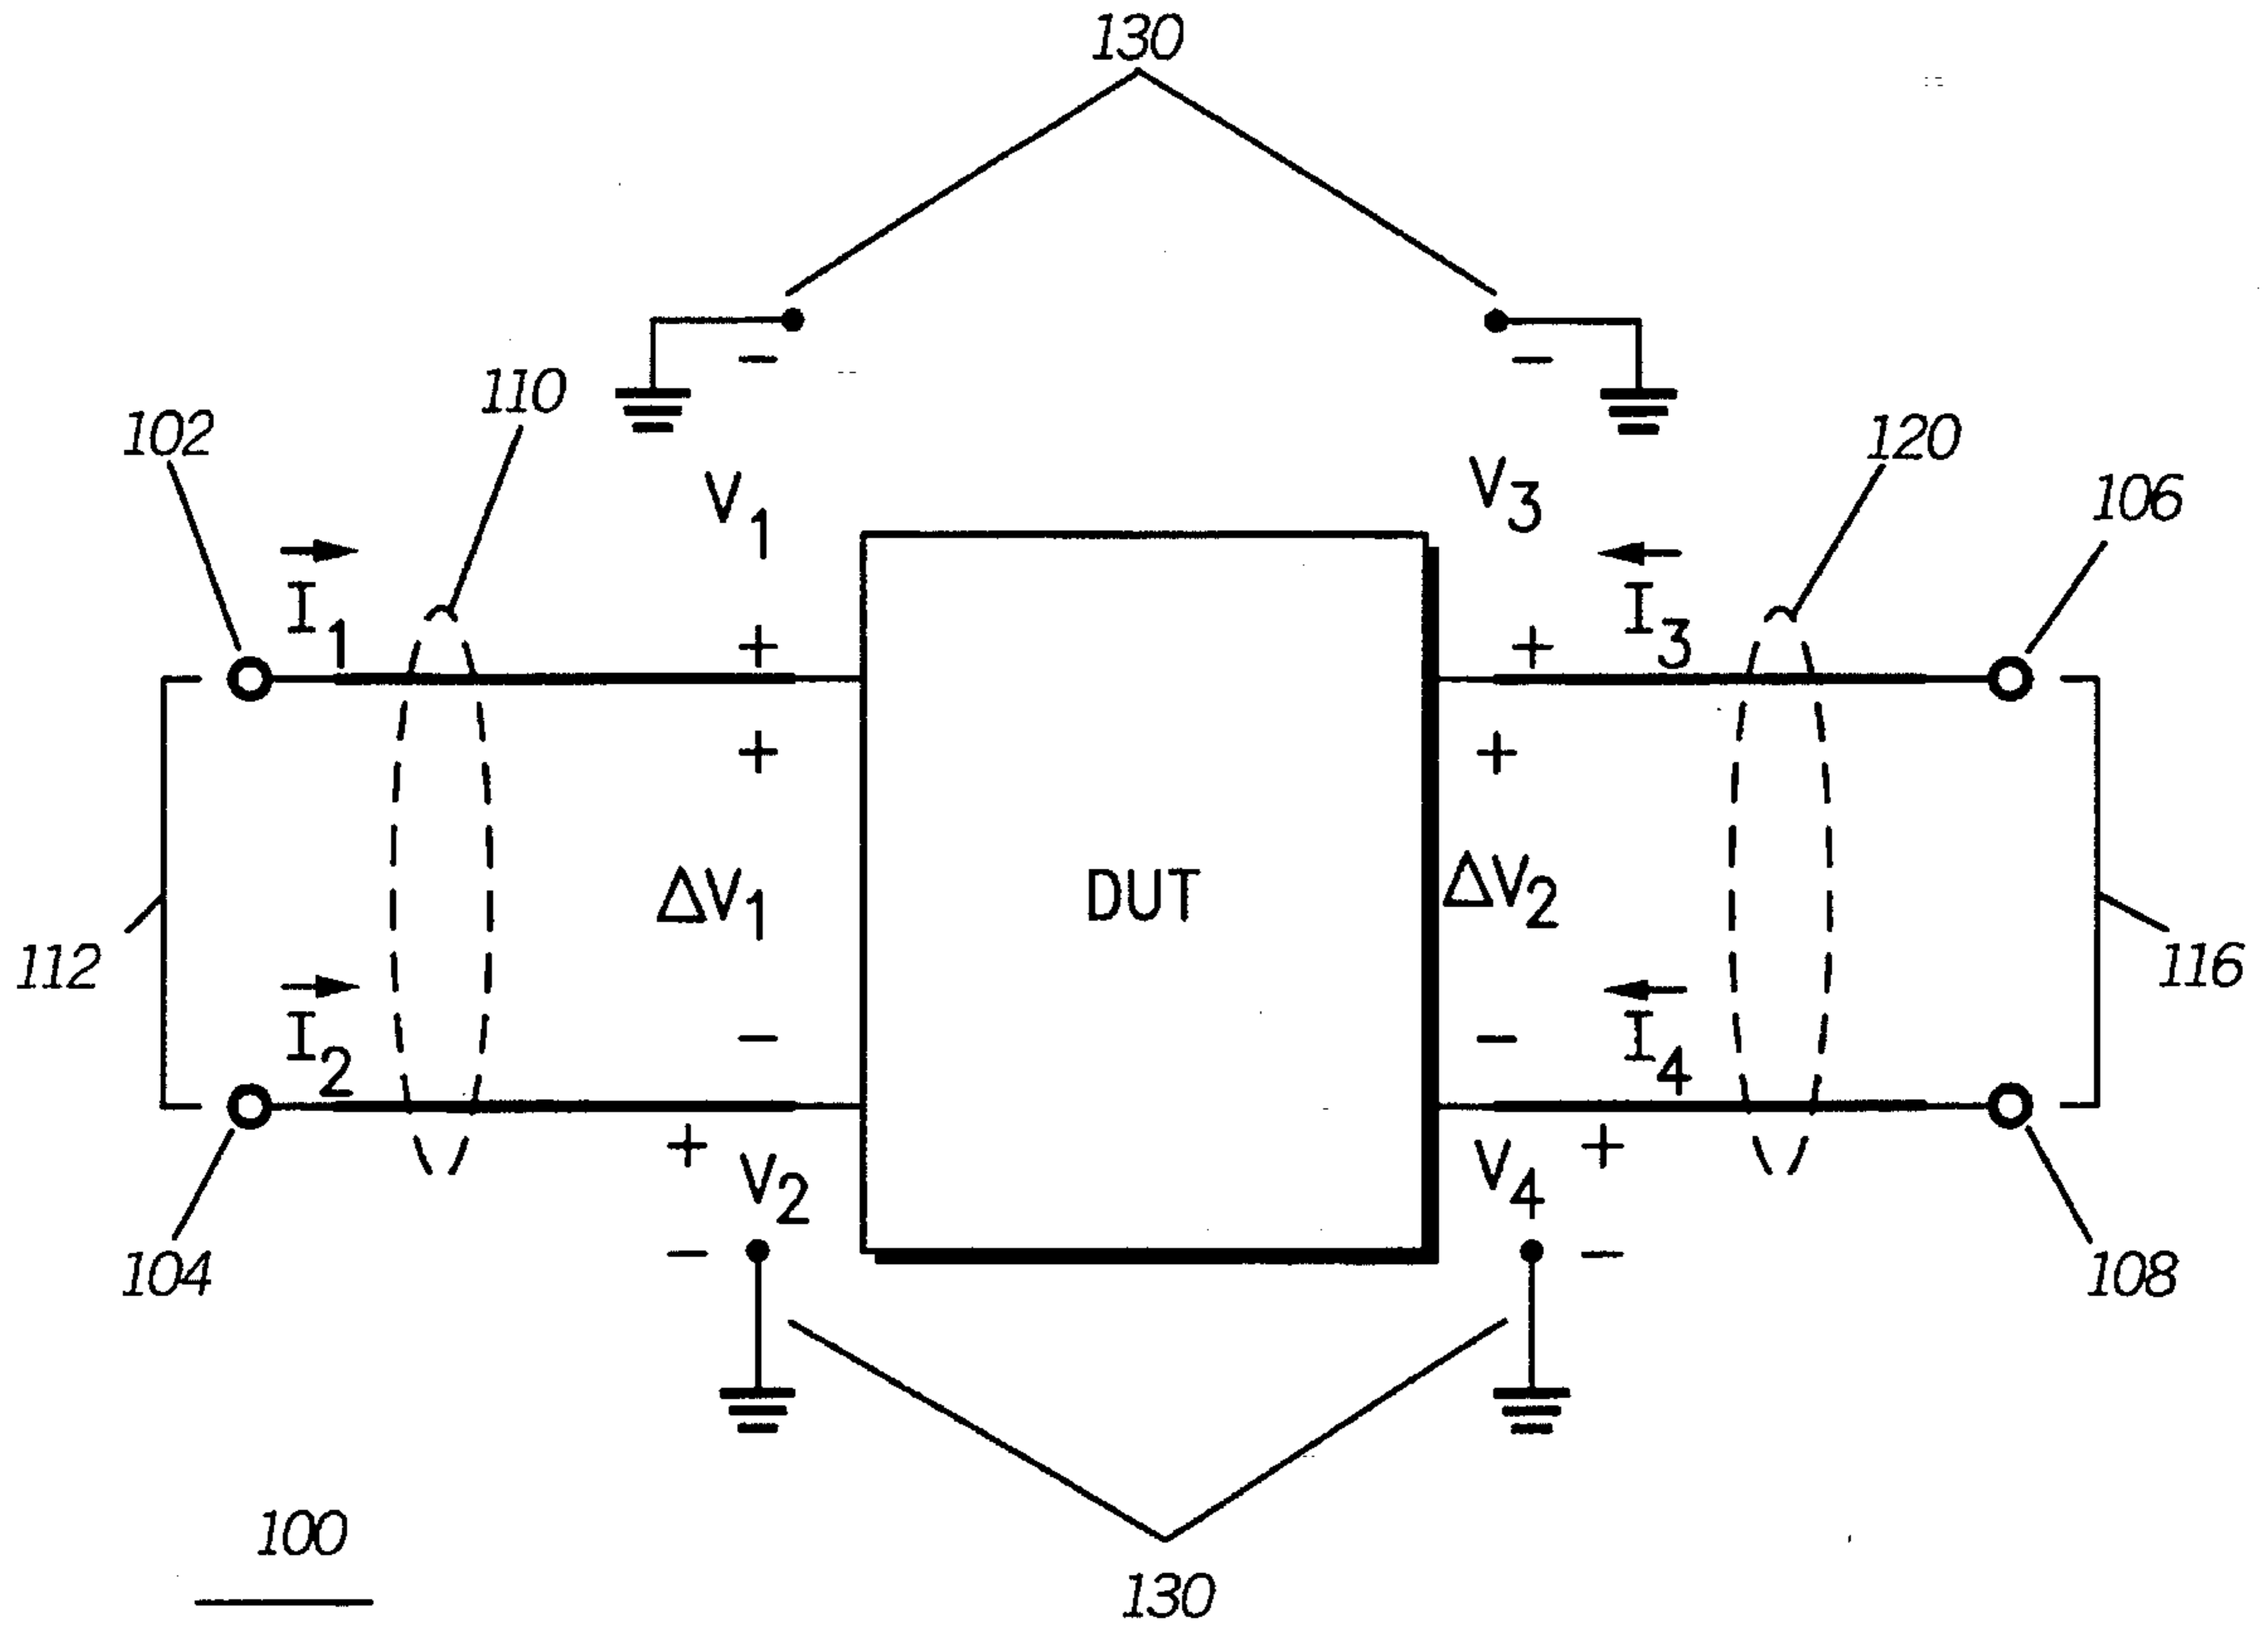 130
110
102
120
106
V1
V3
I1
I3
+
+
+
+
-
-
ΔV1
DUT
ΔV2
112
116
I2
I4
-
-
+
V2
V4
+
-
-
104
108
100
130